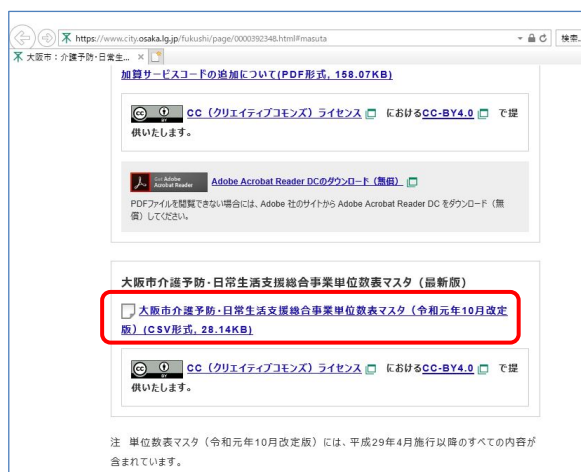 https://www.city.osaka.lg.jp/fukushi/page/0000392348.html#masuta
検索...
大阪市：介護予防・日常生...
加算サービスコードの追加について(PDF形式, 158.07KB)
CC（クリエイティブコモンズ）ライセンス における CC-BY4.0 で提
供いたします。
Get Adobe Acrobat Reader
Adobe Acrobat Reader DCのダウンロード（無償）
PDFファイルを閲覧できない場合には、Adobe 社のサイトから Adobe Acrobat Reader DC をダウンロード（無
償）してください。
大阪市介護予防・日常生活支援総合事業単位数表マスタ（最新版）
大阪市介護予防・日常生活支援総合事業単位数表マスタ（令和元年10月改定
版）(CSV形式, 28.14KB)
CC（クリエイティブコモンズ）ライセンス における CC-BY4.0 で提
供いたします。
注 単位数表マスタ（令和元年10月改定版）には、平成29年4月施行以降のすべての内容が
含まれています。